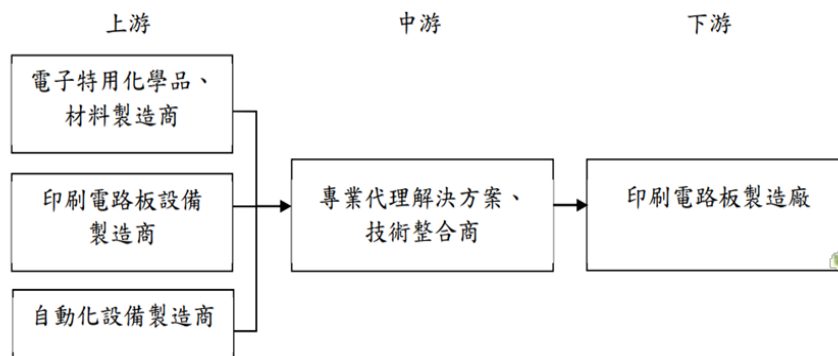 上游
中游
下游
電子特用化學品、
材料製造商
印刷電路板設備
製造商
自動化設備製造商
專業代理解決方案、
技術整合商
印刷電路板製造廠